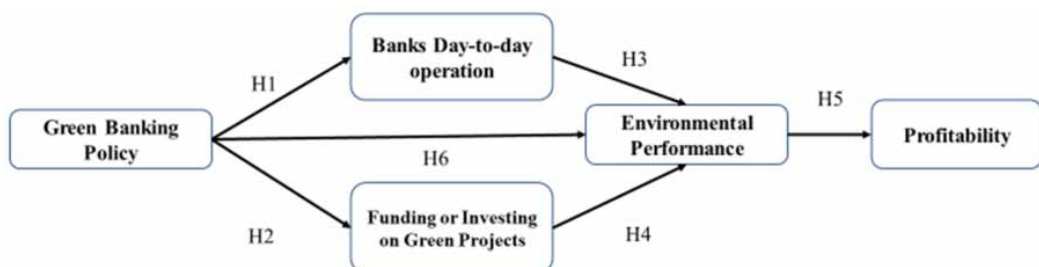 Banks Day-to-day
operation
H1
H3
Green Banking
Policy
H6
Environmental
Performance
H5
Profitability
H2
Funding or Investing
on Green Projects
H4